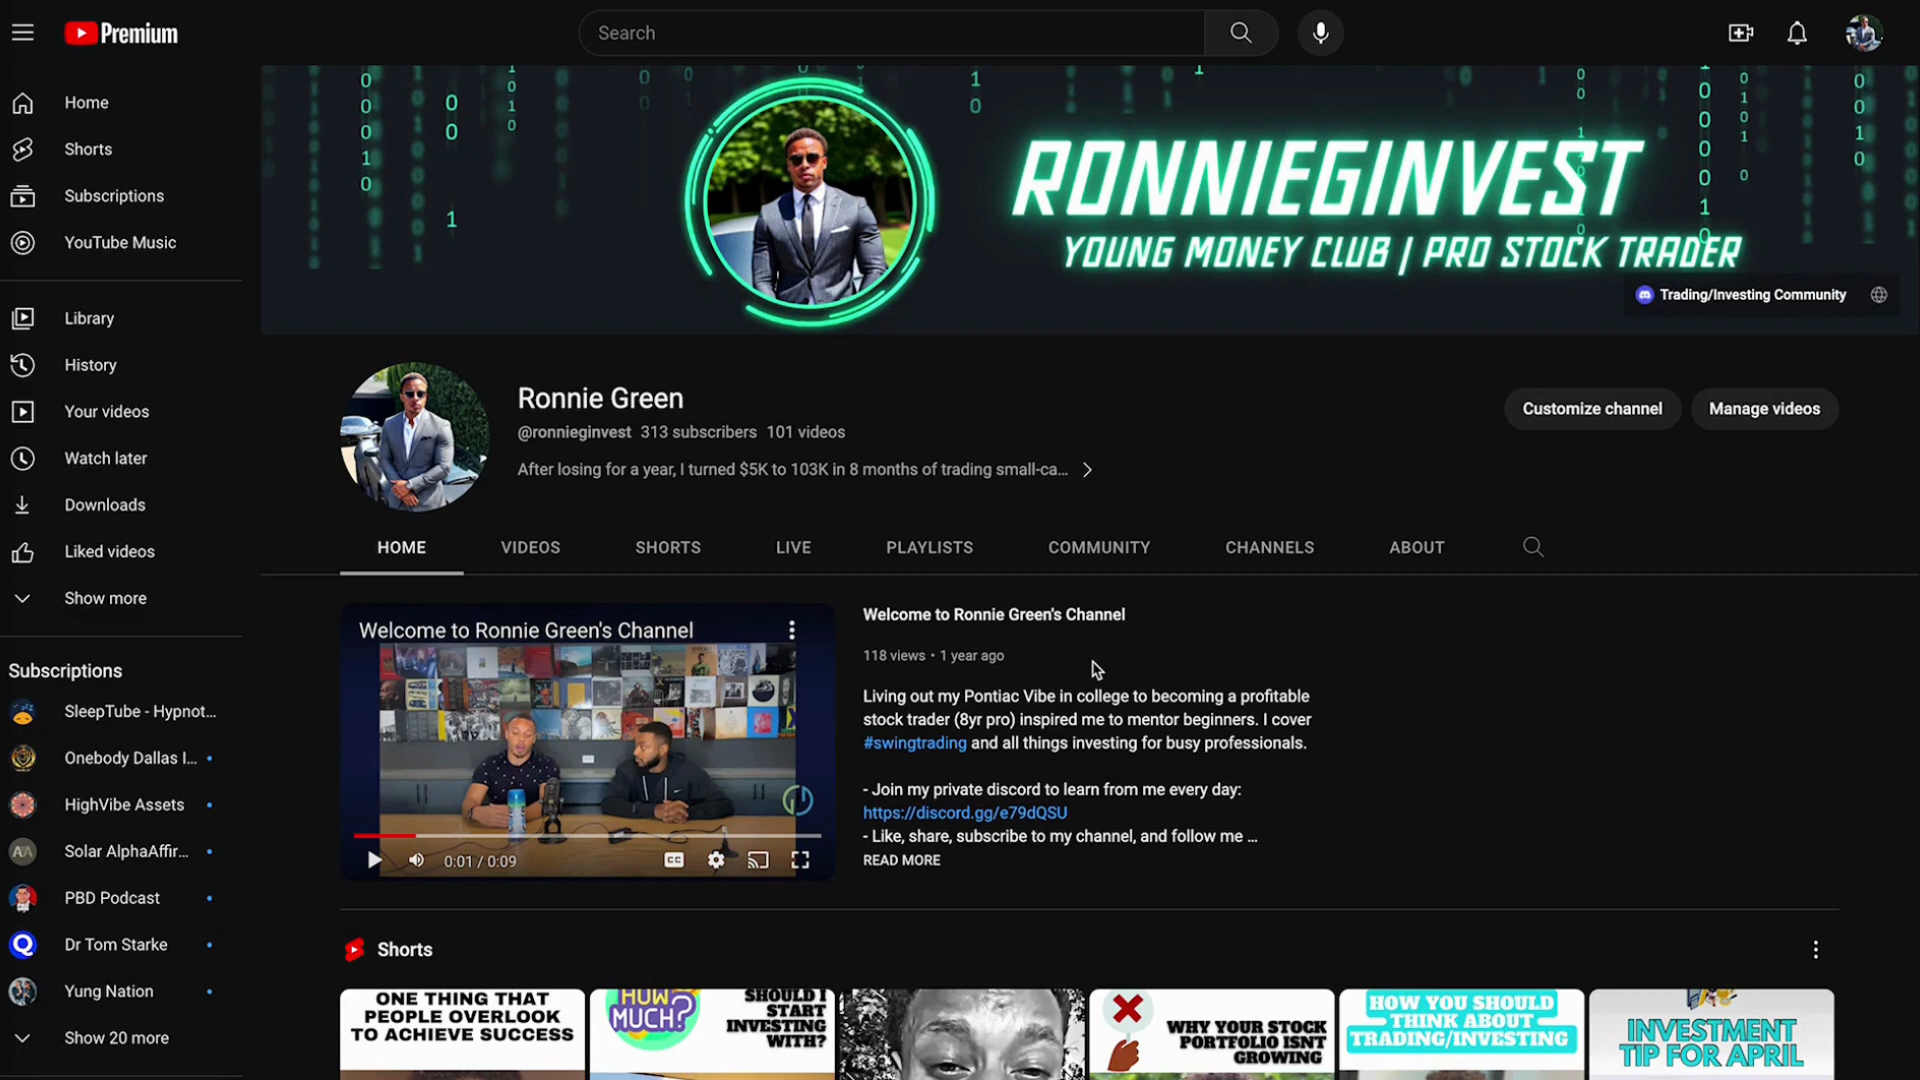 Premium
Search
Home
Shorts
Subscriptions
YouTube Music
Library
History
Your videos
Watch later
Downloads
Liked videos
Show more
Subscriptions
SleepTube - Hypnot...
Onebody Dallas I...
HighVibe Assets
Solar AlphaAffir...
PBD Podcast
Dr Tom Starke
Yung Nation
Show 20 more
RONNIEGINVEST
YOUNG MONEY CLUB | PRO STOCK TRADER
Trading/Investing Community
Ronnie Green
@ronnieginvest 313 subscribers 101 videos
After losing for a year, I turned $5K to 103K in 8 months of trading small-ca...
Customize channel
Manage videos
HOME
VIDEOS
SHORTS
LIVE
PLAYLISTS
COMMUNITY
CHANNELS
ABOUT
Welcome to Ronnie Green's Channel
0:01 / 0:09
CC
Welcome to Ronnie Green's Channel
118 views • 1 year ago
Living out my Pontiac Vibe in college to becoming a profitable
stock trader (8yr pro) inspired me to mentor beginners. I cover
#swingtrading and all things investing for busy professionals.
- Join my private discord to learn from me every day:
https://discord.gg/e79dQSU
- Like, share, subscribe to my channel, and follow me ...
READ MORE
Shorts
ONE THING THAT
PEOPLE OVERLOOK
TO ACHIEVE SUCCESS
HOW
MUCH?
SHOULD I
START
INVESTING
WITH?
WHY YOUR STOCK
PORTFOLIO ISNT
GROWING
HOW YOU SHOULD
THINK ABOUT
TRADING/INVESTING
INVESTMENT
TIP FOR APRIL